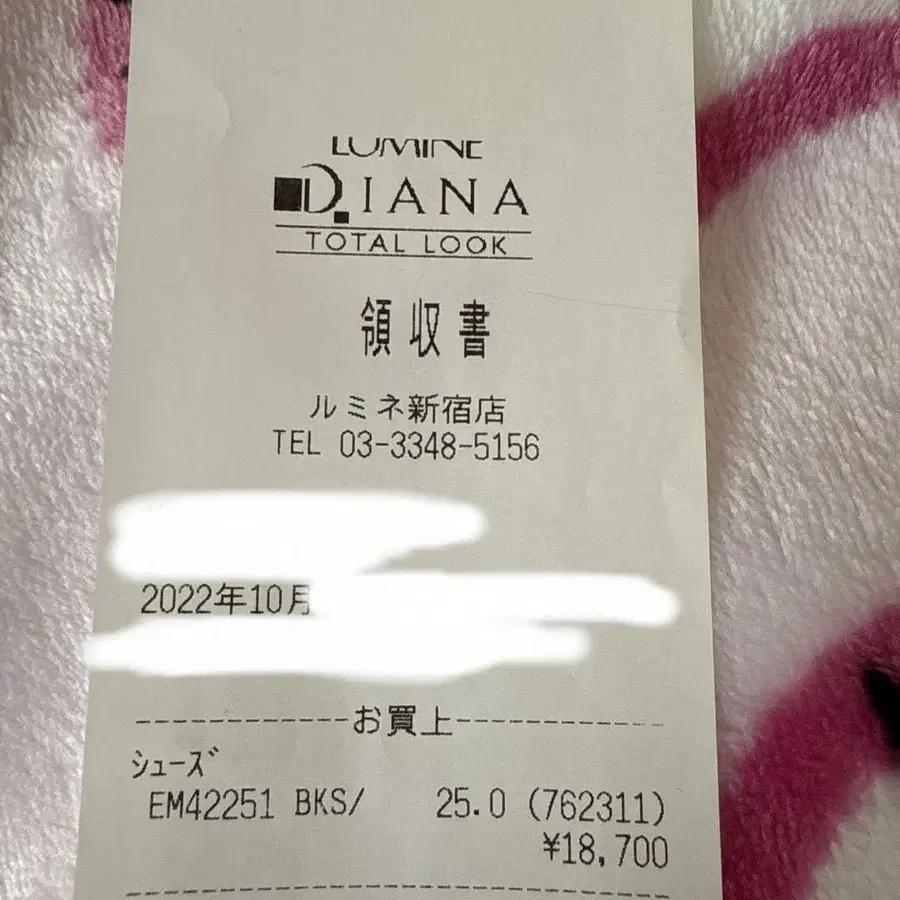 LUMINE
DIANA
TOTAL LOOK
領収書
ルミネ新宿店
TEL 03-3348-5156
2022年10月
------------お買上------------
シューズ
EM42251 BKS/ 25.0 (762311)
¥18,700